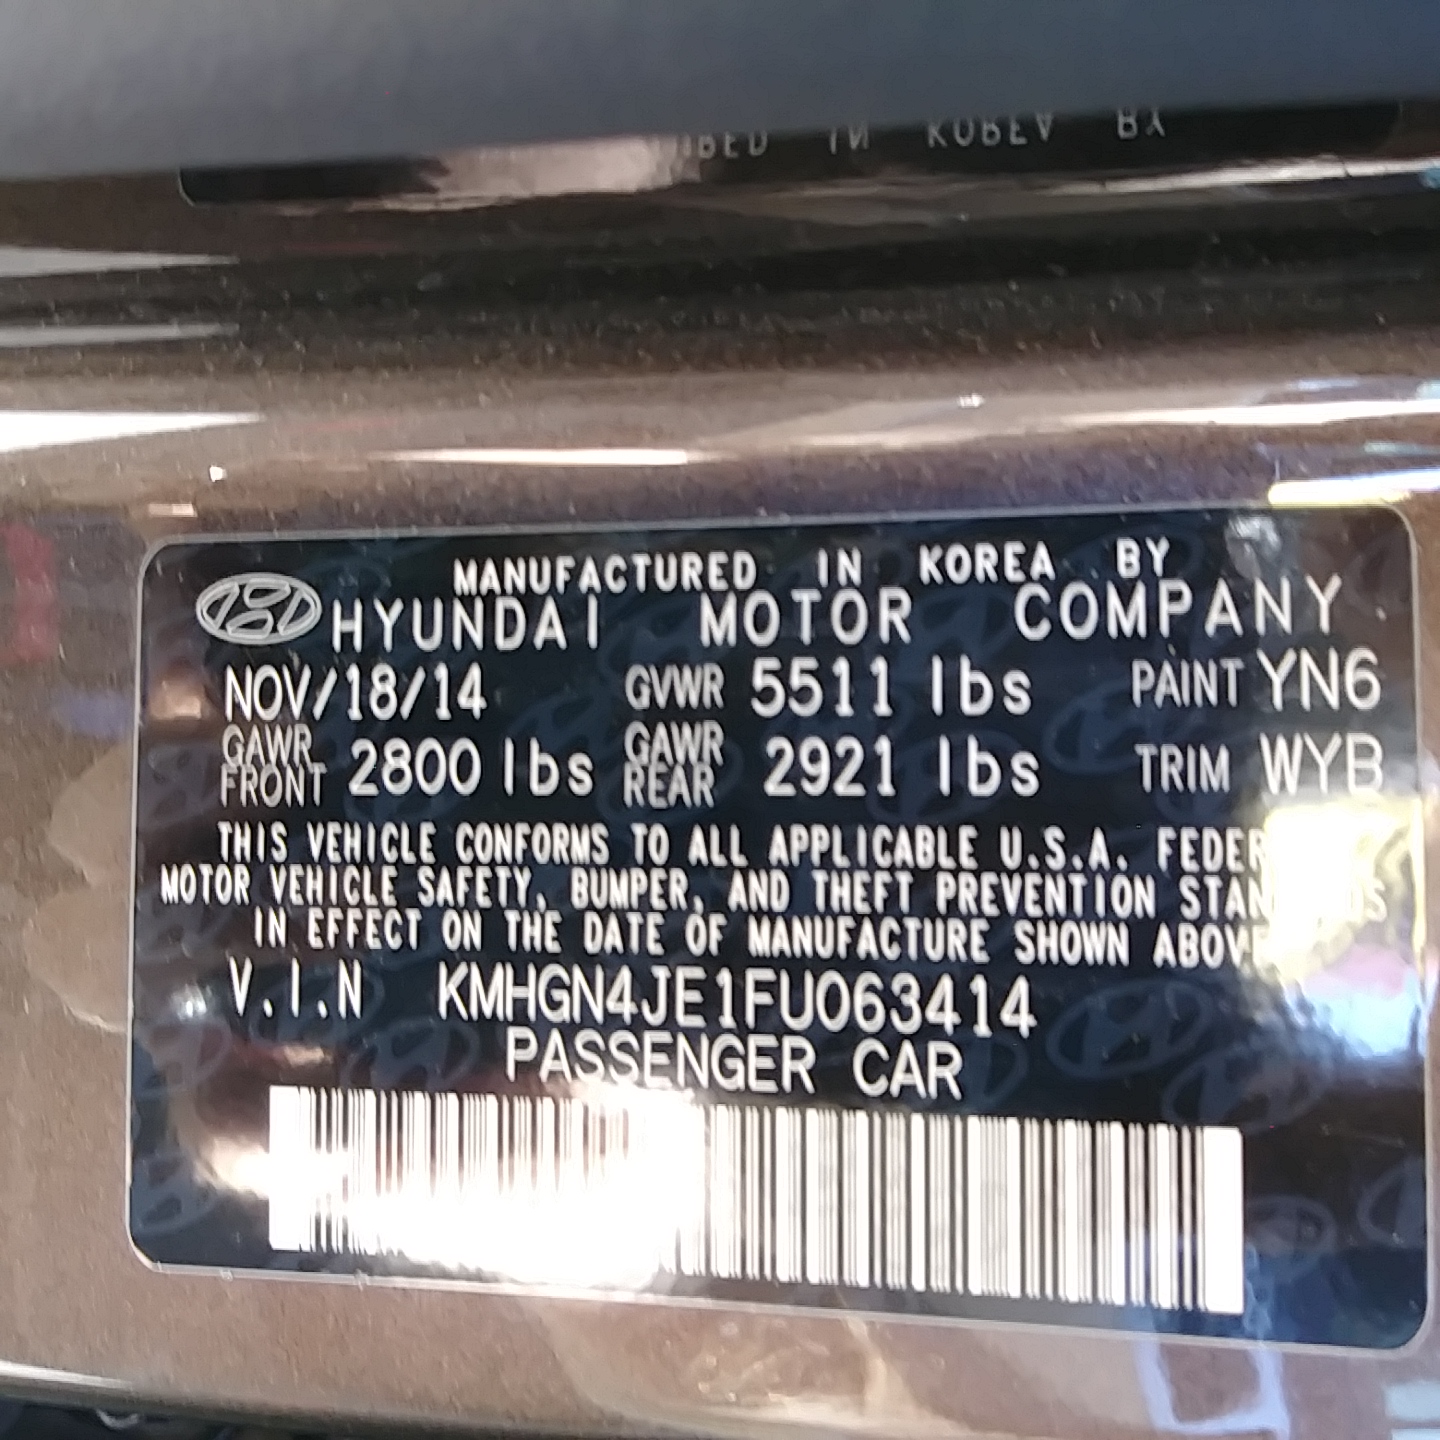 MANUFACTURED IN KOREA BY
HYUNDAI MOTOR COMPANY
NOV/18/14 GVWR 5511 lbs PAINT YN6
GAWR FRONT 2800 lbs GAWR REAR 2921 lbs TRIM WYB
THIS VEHICLE CONFORMS TO ALL APPLICABLE U.S.A.
MOTOR VEHICLE SAFETY, BUMPER, AND THEFT PREVENTION
IN EFFECT ON THE DATE OF MANUFACTURE SHOWN ABOVE
V.I.N KMHGN4JE1FU063414
PASSENGER CAR